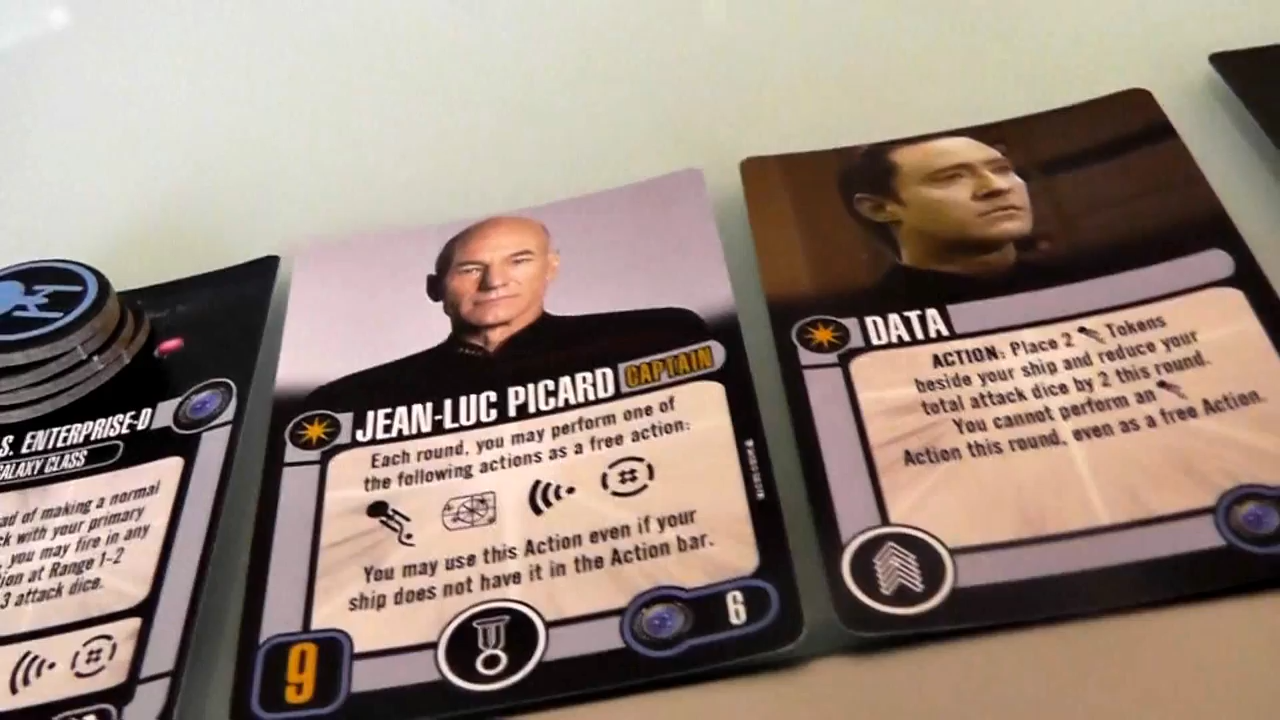 S. ENTERPRISE-D
GALAXY CLASS
ad of making a normal
ck with your primary
, you may fire in any
ion at Range 1-2
3 attack dice.
JEAN-LUC PICARD CAPTAIN
Each round, you may perform one of
the following actions as a free action:
You may use this Action even if your
ship does not have it in the Action bar.
9
6
DATA
ACTION: Place 2 Tokens
beside your ship and reduce your
total attack dice by 2 this round.
You cannot perform an
Action this round, even as a free Action.